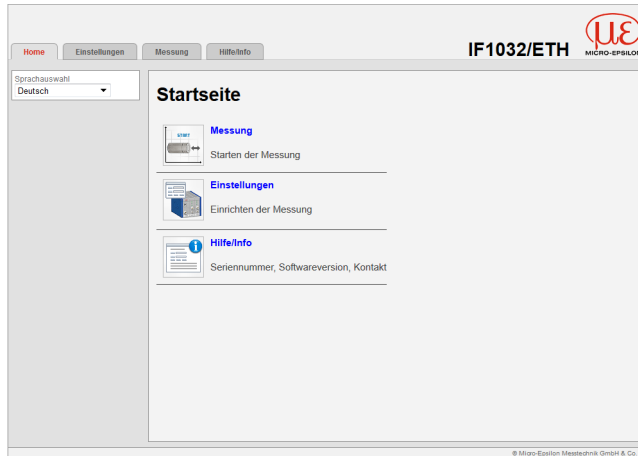 Home
Einstellungen
Messung
Hilfe/Info
IF1032/ETH
με
MICRO-EPSILON
Sprachauswahl
Deutsch
Startseite
START
Messung
Starten der Messung
Einstellungen
Einrichten der Messung
Hilfe/Info
Seriennummer, Softwareversion, Kontakt
© Micro-Epsilon Messtechnik GmbH & Co.